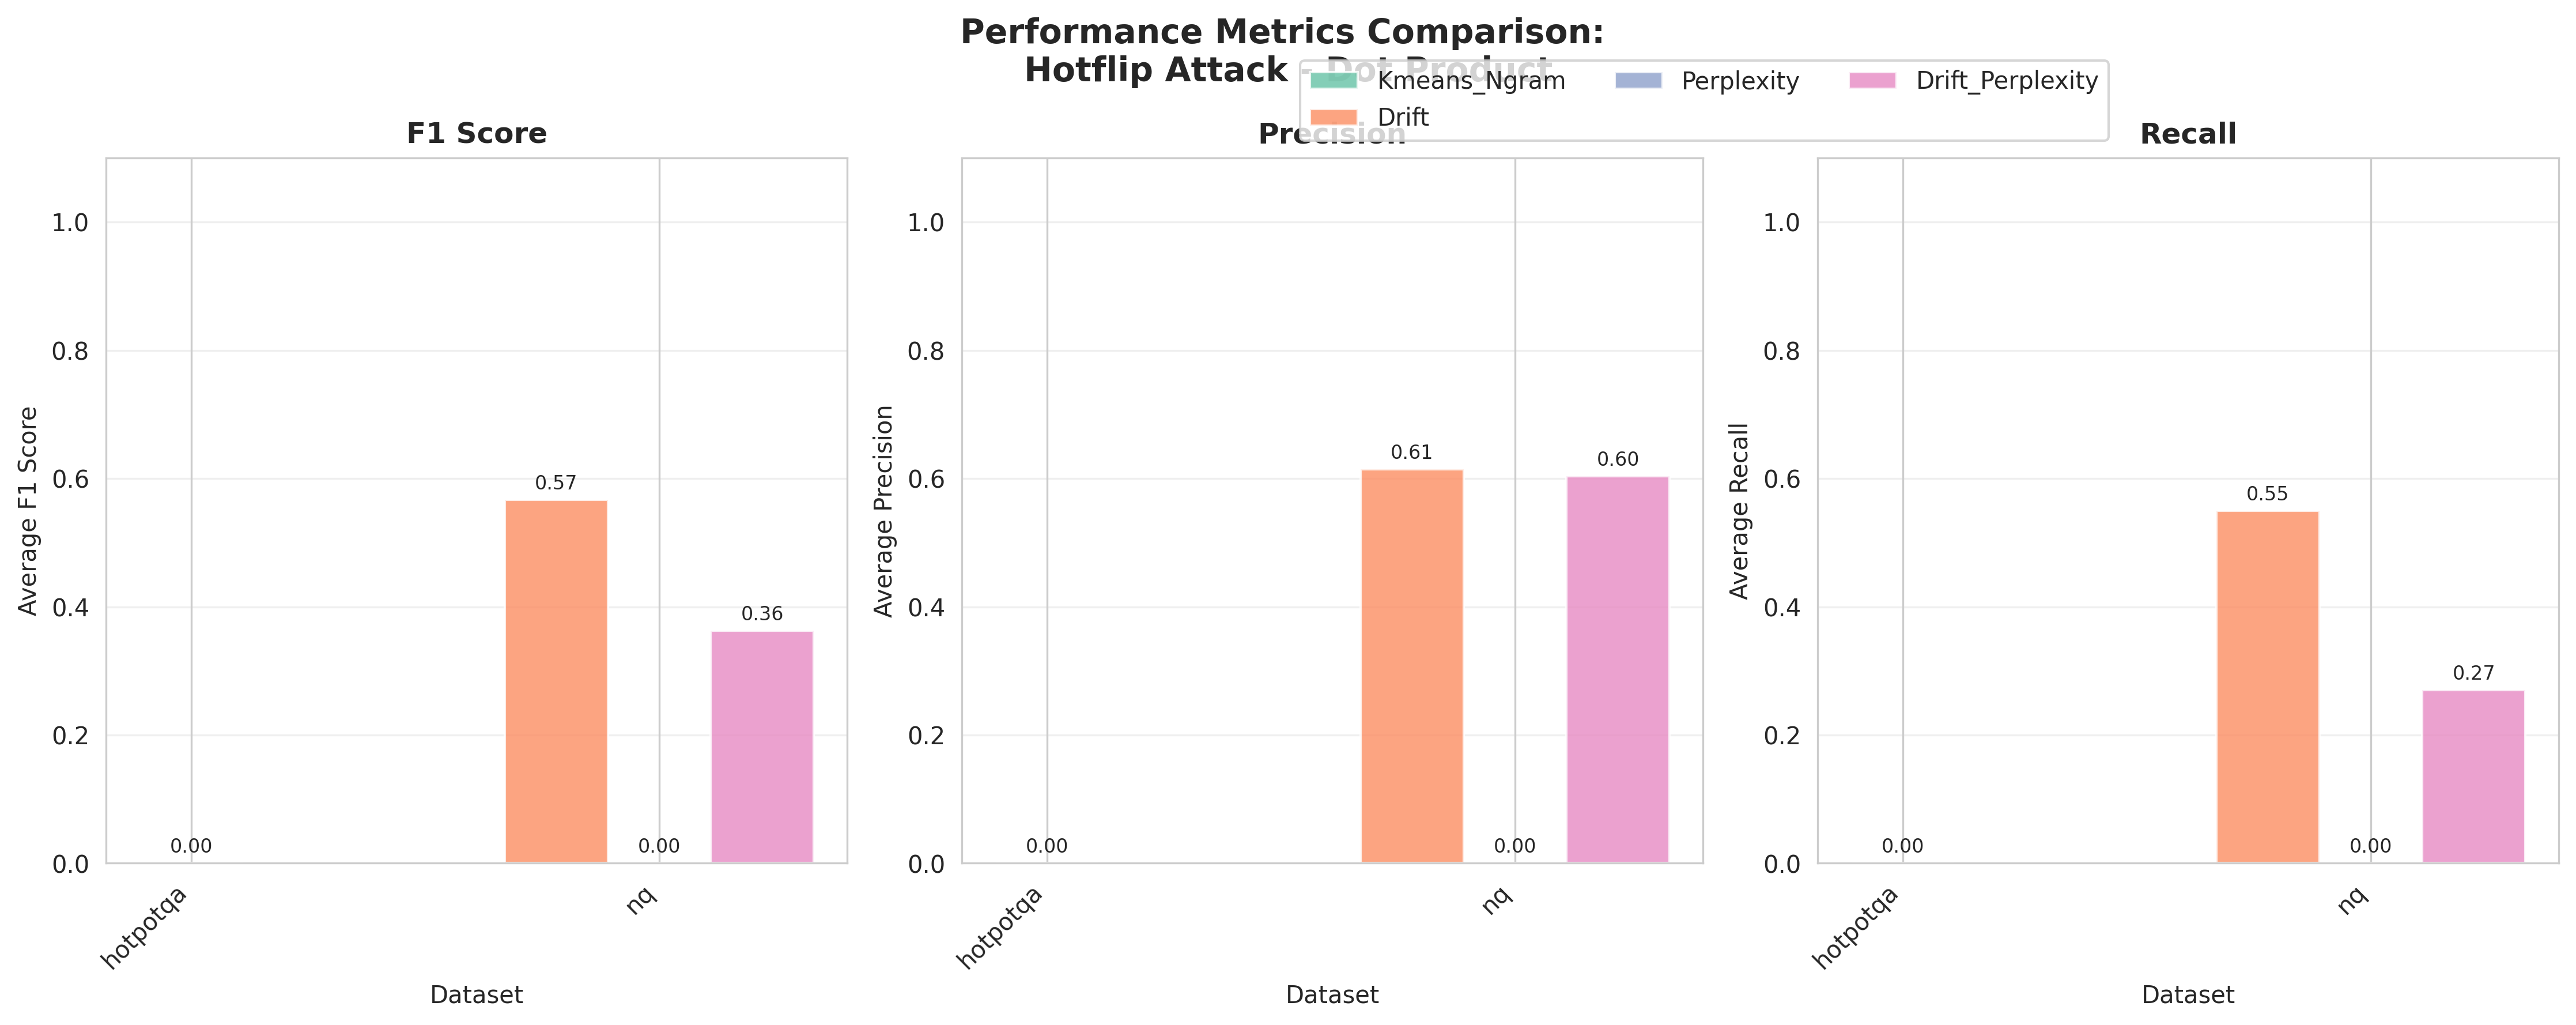 Performance Metrics Comparison:
Hotflip Attack - Dot Product
Kmeans_Ngram
Drift
Perplexity
Drift_Perplexity
F1 Score
Average F1 Score
1.0
0.8
0.6
0.4
0.2
0.0
0.00
0.57
0.00
0.36
hotpotqa
nq
Dataset
Precision
Average Precision
1.0
0.8
0.6
0.4
0.2
0.0
0.00
0.61
0.00
0.60
hotpotqa
nq
Dataset
Recall
Average Recall
1.0
0.8
0.6
0.4
0.2
0.0
0.00
0.55
0.00
0.27
hotpotqa
nq
Dataset